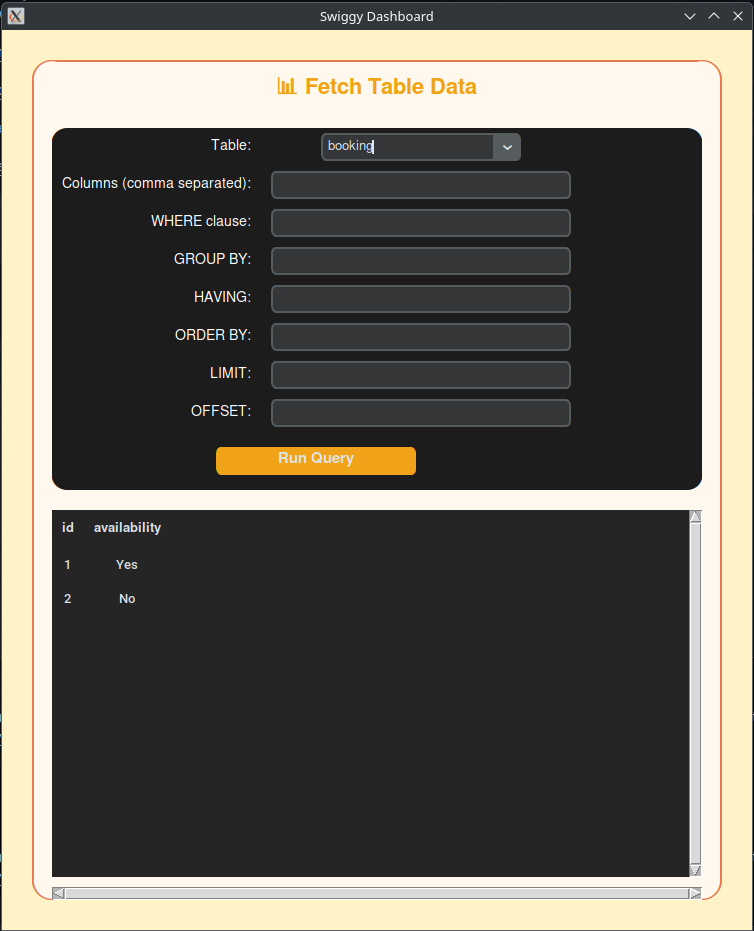 Swiggy Dashboard
📊 Fetch Table Data
Table: booking
Columns (comma separated):
WHERE clause:
GROUP BY:
HAVING:
ORDER BY:
LIMIT:
OFFSET:
Run Query
id availability
1 Yes
2 No